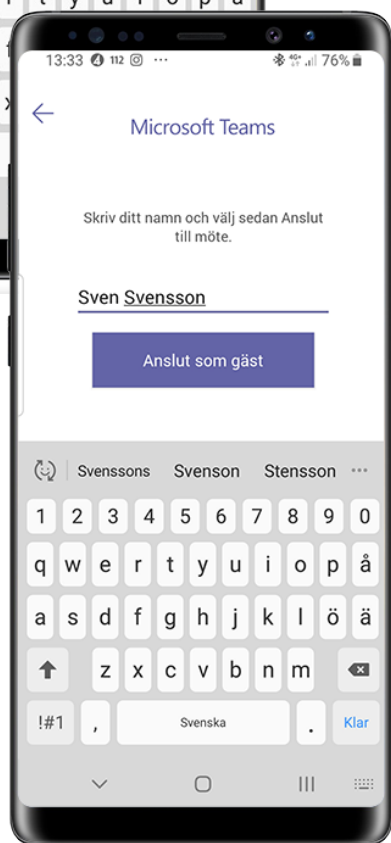 r t y u i o p å
13:33 112 ... 4G+ 76%
Microsoft Teams
Skriv ditt namn och välj sedan Anslut
till möte.
Sven Svensson
Anslut som gäst
Svenssons Svenson Stensson ...
1 2 3 4 5 6 7 8 9 0
q w e r t y u i o p å
a s d f g h j k l ö ä
z x c v b n m
!#1 , Svenska . Klar